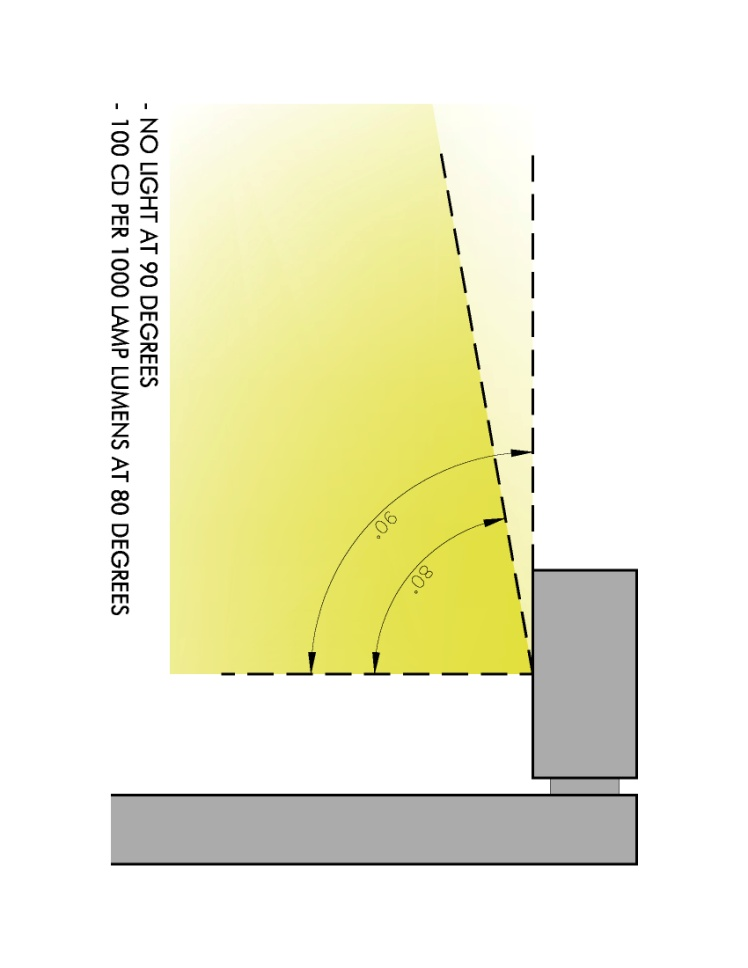 90°
80°
- NO LIGHT AT 90 DEGREES
- 100 CD PER 1000 LAMP LUMENS AT 80 DEGREES